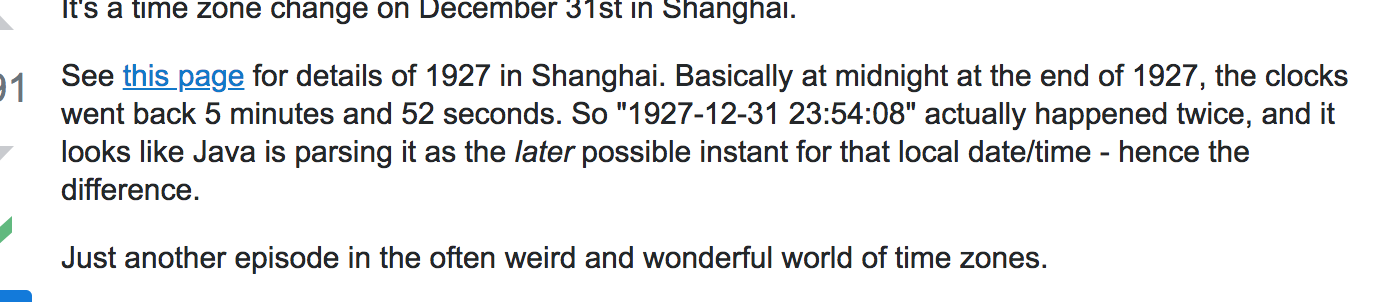 It's a time zone change on December 31st in Shanghai.
See this page for details of 1927 in Shanghai. Basically at midnight at the end of 1927, the clocks
91
went back 5 minutes and 52 seconds. So "1927-12-31 23:54:08" actually happened twice, and it
looks like Java is parsing it as the later possible instant for that local date/time - hence the
difference.
Just another episode in the often weird and wonderful world of time zones.